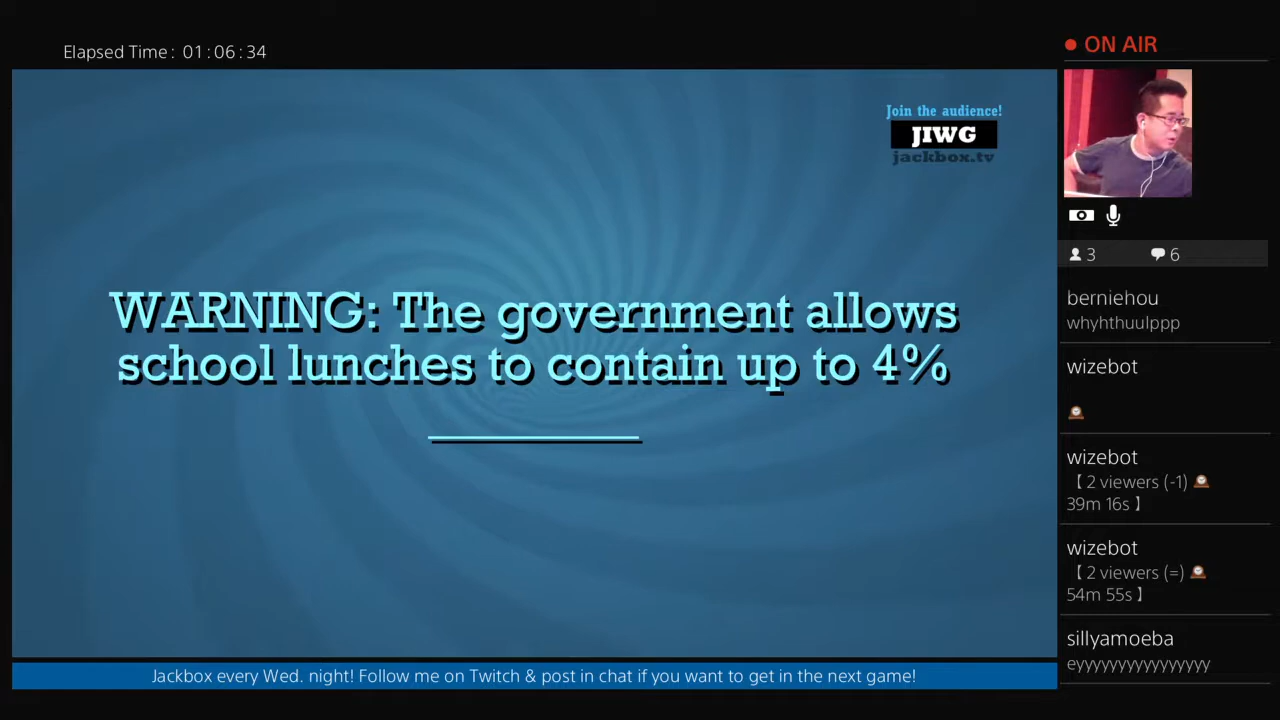 Elapsed Time: 01:06:34
ON AIR
Join the audience!
JIWG
jackbox.tv
WARNING: The government allows
school lunches to contain up to 4%
3 6
berniehou
whyhthuulppp
wizebot
wizebot
【 2 viewers (-1)
39m 16s 】
wizebot
【 2 viewers (=)
54m 55s 】
sillyamoeba
eyyyyyyyyyyyyyyyy
Jackbox every Wed. night! Follow me on Twitch & post in chat if you want to get in the next game!